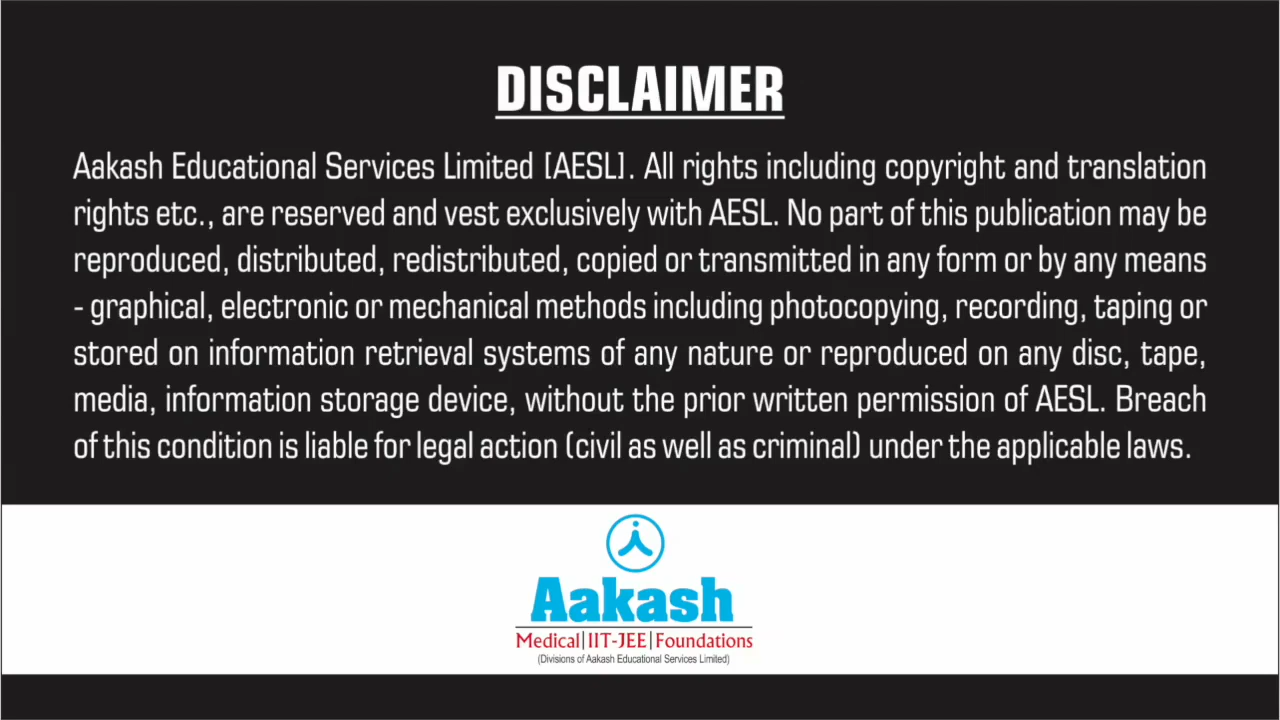 DISCLAIMER
Aakash Educational Services Limited [AESL]. All rights including copyright and translation
rights etc., are reserved and vest exclusively with AESL. No part of this publication may be
reproduced, distributed, redistributed, copied or transmitted in any form or by any means
- graphical, electronic or mechanical methods including photocopying, recording, taping or
stored on information retrieval systems of any nature or reproduced on any disc, tape,
media, information storage device, without the prior written permission of AESL. Breach
of this condition is liable for legal action (civil as well as criminal) under the applicable laws.
Aakash
Medical|IIT-JEE|Foundations
(Divisions of Aakash Educational Services Limited)